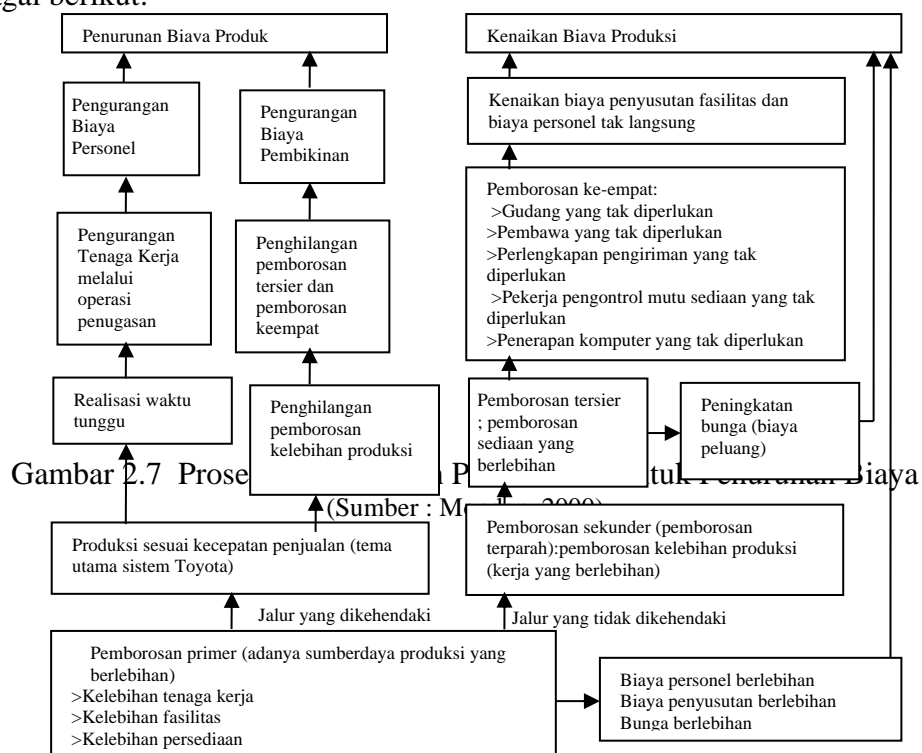 agai berikut:
Penurunan Biava Produk
Kenaikan Biava Produksi
Pengurangan
Biaya
Personel
Pengurangan
Biaya
Pembikinan
Kenaikan biaya penyusutan fasilitas dan
biaya personel tak langsung
Pengurangan
Tenaga Kerja
melalui
operasi
penugasan
Penghilangan
pemborosan
tersier dan
pemborosan
keempat
Pemborosan ke-empat:
>Gudang yang tak diperlukan
>Pembawa yang tak diperlukan
>Perlengkapan pengiriman yang tak
diperlukan
>Pekerja pengontrol mutu sediaan yang tak
diperlukan
>Penerapan komputer yang tak diperlukan
Realisasi waktu
tunggu
Penghilangan
pemborosan
kelebihan produksi
Pemborosan tersier
; pemborosan
sediaan yang
berlebihan
Peningkatan
bunga (biaya
peluang)
Gambar 2.7 Prose Biaya
(Sumber :
Produksi sesuai kecepatan penjualan (tema
utama sistem Toyota)
Pemborosan sekunder (pemborosan
terparah):pemborosan kelebihan produksi
(kerja yang berlebihan)
Jalur yang dikehendaki
Jalur yang tidak dikehendaki
Pemborosan primer (adanya sumberdaya produksi yang
berlebihan)
>Kelebihan tenaga kerja
>Kelebihan fasilitas
>Kelebihan persediaan
Biaya personel berlebihan
Biaya penyusutan berlebihan
Bunga berlebihan